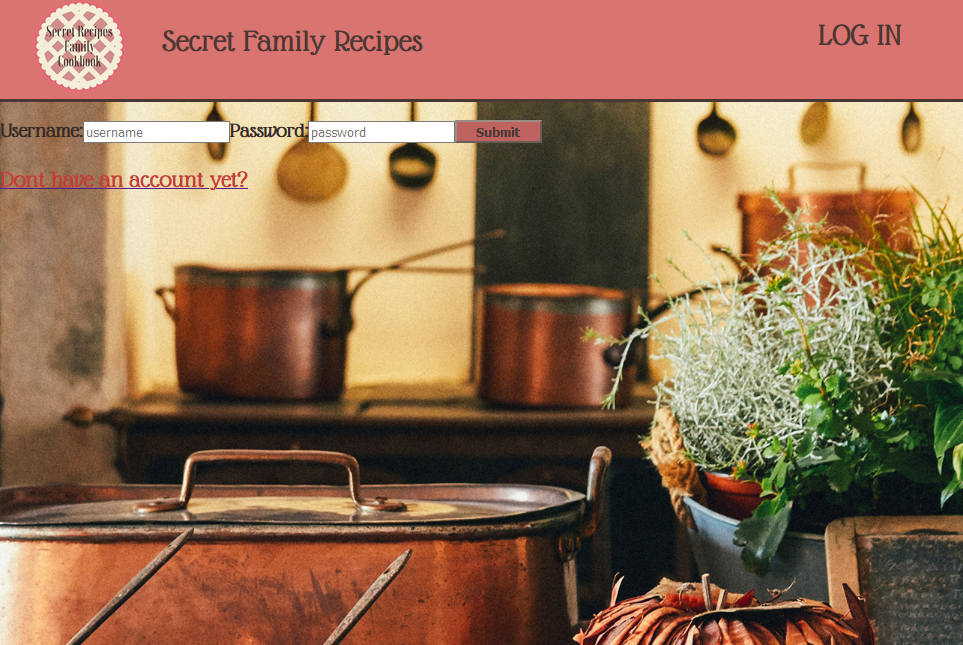 Secret Recipes
Family
Cookbook
Secret Family Recipes
LOG IN
Username: username Password: password Submit
Dont have an account yet?